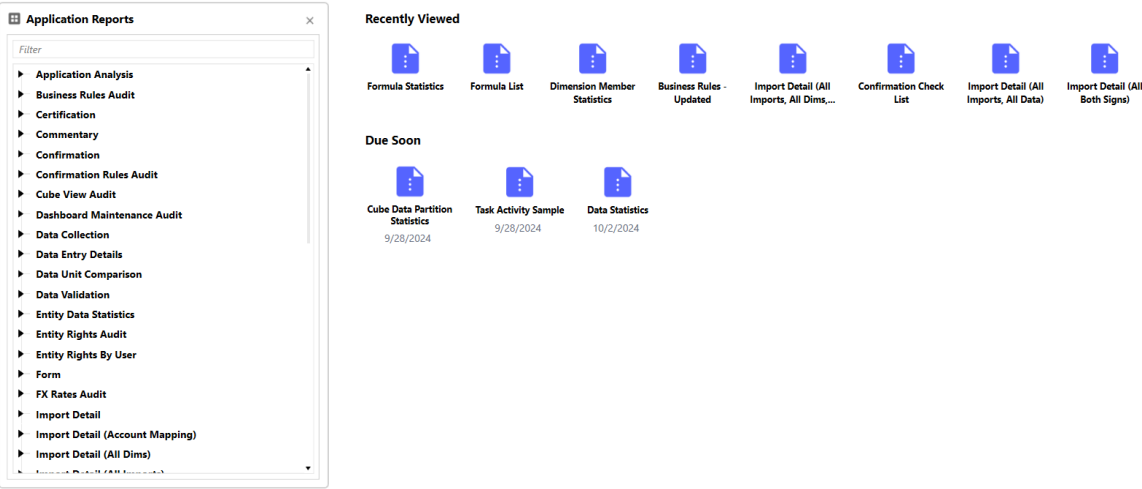 Application Reports
Filter
Application Analysis
Business Rules Audit
Certification
Commentary
Confirmation
Confirmation Rules Audit
Cube View Audit
Dashboard Maintenance Audit
Data Collection
Data Entry Details
Data Unit Comparison
Data Validation
Entity Data Statistics
Entity Rights Audit
Entity Rights By User
Form
FX Rates Audit
Import Detail
Import Detail (Account Mapping)
Import Detail (All Dims)
Import Detail (All Imports)
Recently Viewed
Formula Statistics
Formula List
Dimension Member
Statistics
Business Rules -
Updated
Import Detail (All
Imports, All Dims,...
Confirmation Check
List
Import Detail (All
Imports, All Data)
Import Detail (All
Both Signs)
Due Soon
Cube Data Partition
Statistics
9/28/2024
Task Activity Sample
9/28/2024
Data Statistics
10/2/2024